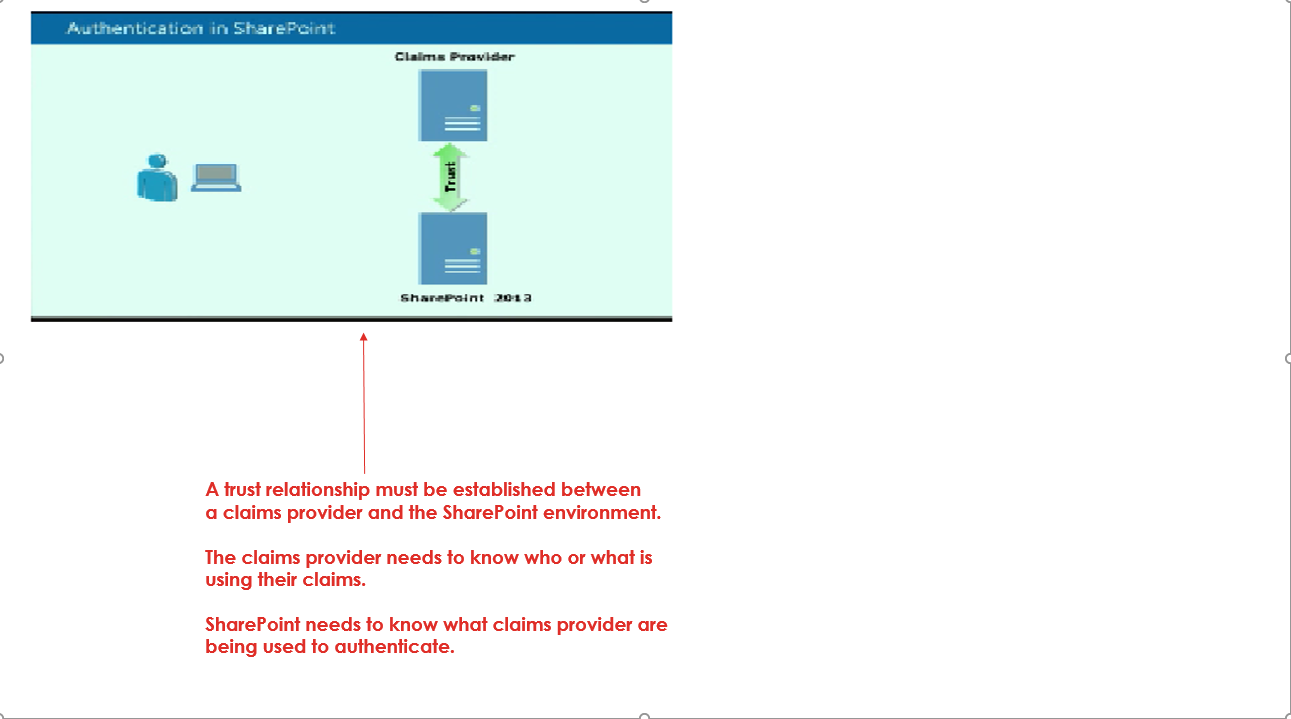 Authentication in SharePoint
Claims Provider
Trust
SharePoint 2013
A trust relationship must be established between
a claims provider and the SharePoint environment.
The claims provider needs to know who or what is
using their claims.
SharePoint needs to know what claims provider are
being used to authenticate.